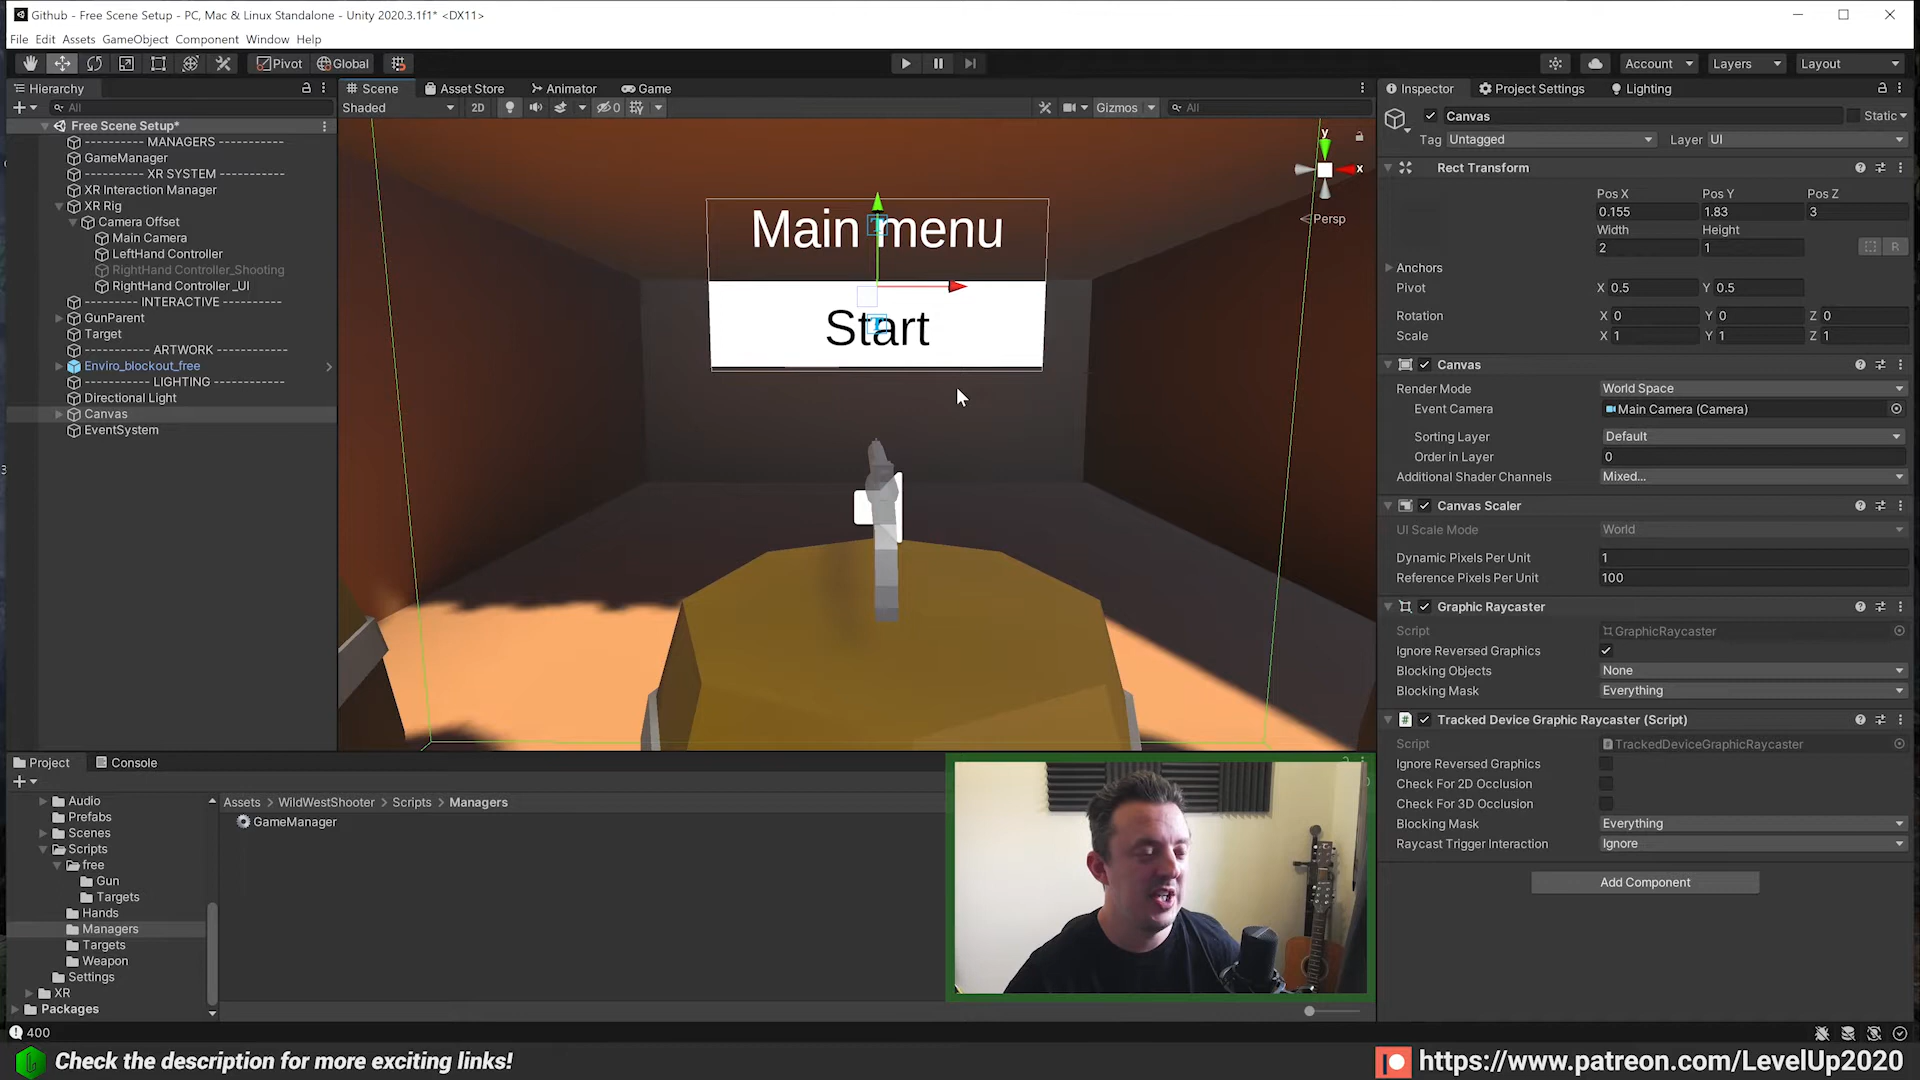 Github - Free Scene Setup - PC, Mac & Linux Standalone - Unity 2020.3.1f1* <DX11>
File Edit Assets GameObject Component Window Help
Pivot Global Account Layers Layout
Hierarchy
All
Free Scene Setup*
---------- MANAGERS -----------
GameManager
---------- XR SYSTEM ----------
XR Interaction Manager
XR Rig
Camera Offset
Main Camera
LeftHand Controller
RightHand Controller_Shooting
RightHand Controller _UI
---------- INTERACTIVE ----------
GunParent
Target
---------- ARTWORK -----------
Enviro_blockout_free
---------- LIGHTING -----------
Directional Light
Canvas
EventSystem
Scene Asset Store Animator Game
Shaded 2D 0 Gizmos All
y
x
Persp
Main menu
Start
Inspector Project Settings Lighting
Canvas Static
Tag Untagged Layer UI
Rect Transform
Pos X Pos Y Pos Z
0.155 1.83 3
Width Height
2 1
R
Anchors
Pivot X 0.5 Y 0.5
Rotation X 0 Y 0 Z 0
Scale X 1 Y 1 Z 1
Canvas
Render Mode World Space
Event Camera Main Camera (Camera)
Sorting Layer Default
Order in Layer 0
Additional Shader Channels Mixed...
Canvas Scaler
UI Scale Mode World
Dynamic Pixels Per Unit 1
Reference Pixels Per Unit 100
Graphic Raycaster
Script GraphicRaycaster
Ignore Reversed Graphics
Blocking Objects None
Blocking Mask Everything
Tracked Device Graphic Raycaster (Script)
Script TrackedDeviceGraphicRaycaster
Ignore Reversed Graphics
Check For 2D Occlusion
Check For 3D Occlusion
Blocking Mask Everything
Raycast Trigger Interaction Ignore
Add Component
Project Console
Audio
Prefabs
Scenes
Scripts
free
Gun
Targets
Hands
Managers
Targets
Weapon
Settings
XR
Packages
Assets > WildWestShooter > Scripts > Managers
GameManager
400
Check the description for more exciting links!
https://www.patreon.com/LevelUp2020